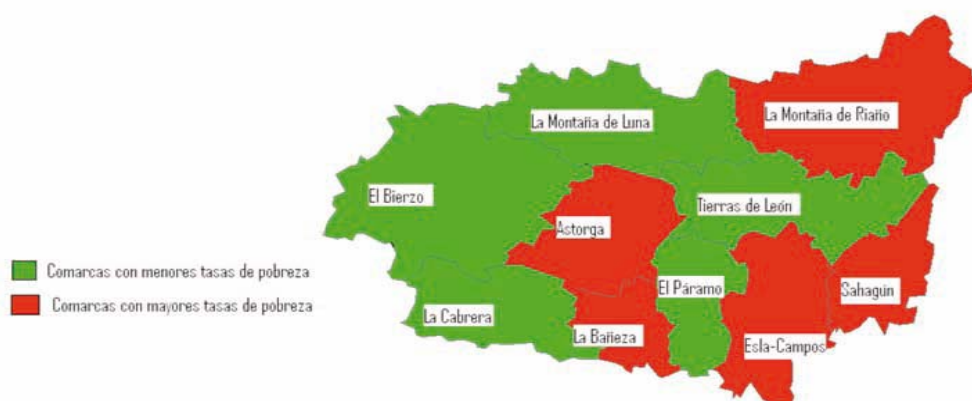 La Montaña de Riaño
La Montaña de Luna
El Bierzo
Tierras de León
Astorga
Comarcas con menores tasas de pobreza
Comarcas con mayores tasas de pobreza
El Páramo
Sahagún
La Cabrera
La Bañeza
Esla-Campos